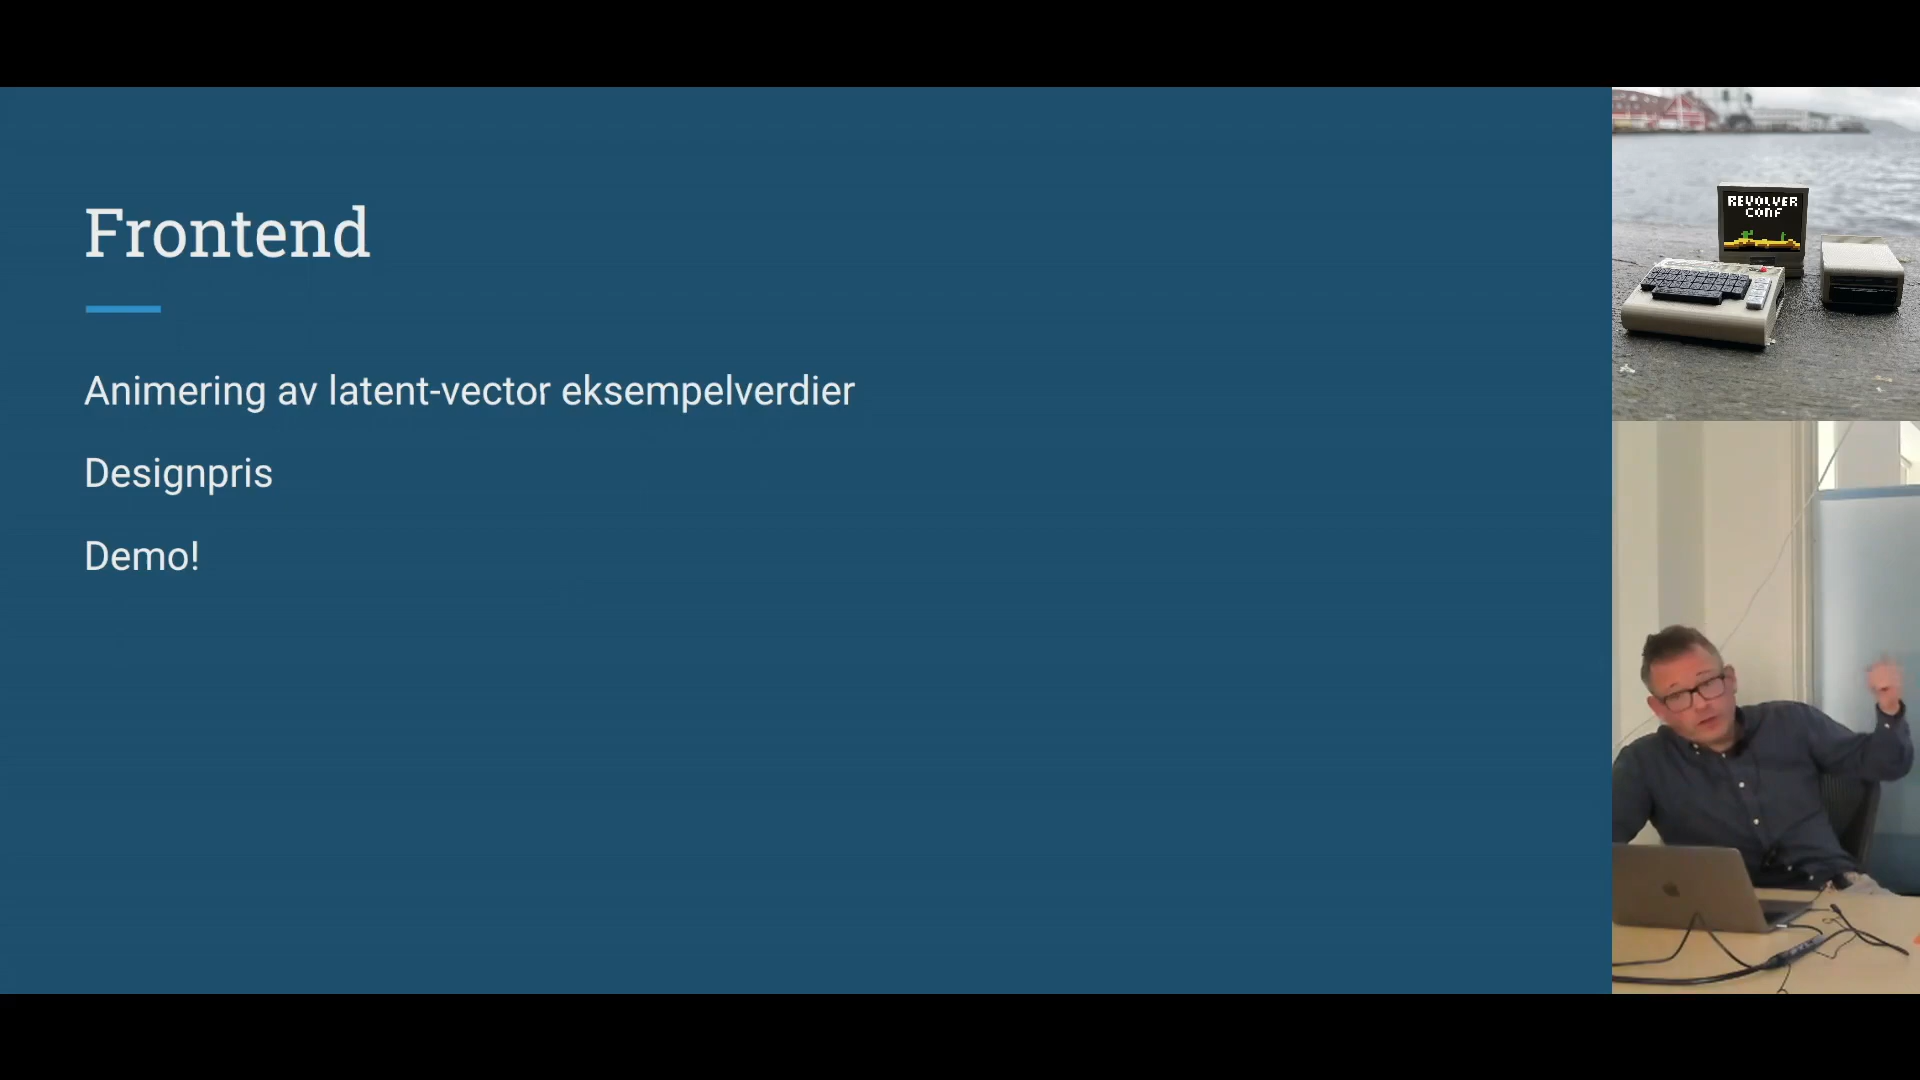 Frontend
Animering av latent-vector eksempelverdier
Designpris
Demo!
REVOLVER
CONF